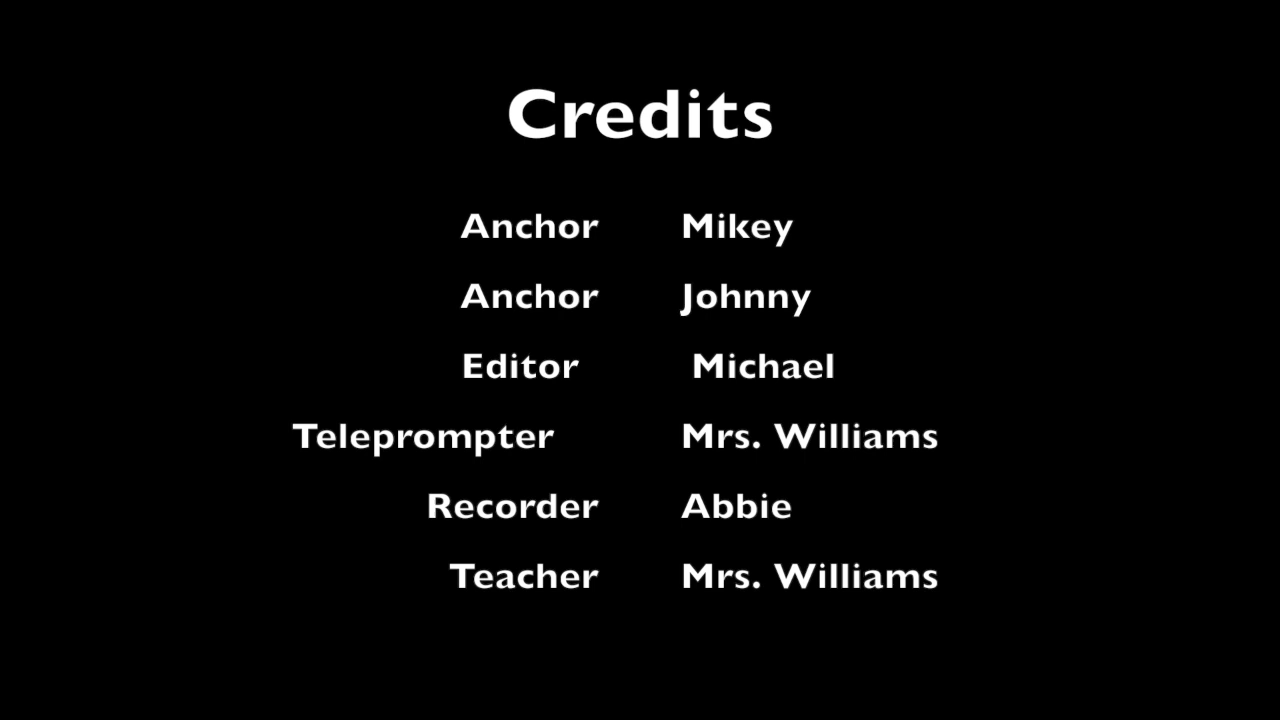 Credits
Anchor Mikey
Anchor Johnny
Editor Michael
Teleprompter Mrs. Williams
Recorder Abbie
Teacher Mrs. Williams